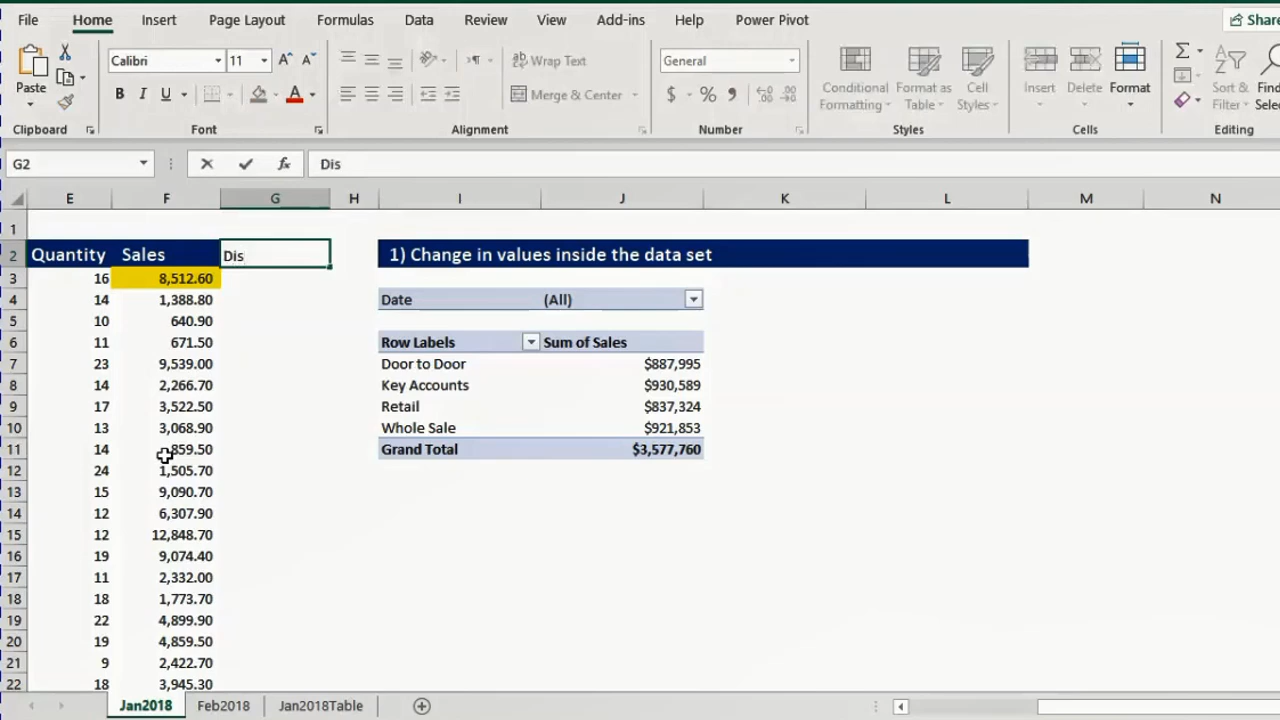 File Home Insert Page Layout Formulas Data Review View Add-ins Help Power Pivot Share
Calibri 11 Wrap Text General
Paste B I U A Merge & Center $ % Conditional Formatting Format as Table Cell Styles Insert Delete Format Sort & Filter
Clipboard Font Alignment Number Styles Cells Editing
G2 fx Dis
E F G H I J K L M N
1
2 Quantity Sales Dis 1) Change in values inside the data set
3 16 8,512.60
4 14 1,388.80 Date (All)
5 10 640.90
6 11 671.50 Row Labels Sum of Sales
7 23 9,539.00 Door to Door $887,995
8 14 2,266.70 Key Accounts $930,589
9 17 3,522.50 Retail $837,324
10 13 3,068.90 Whole Sale $921,853
11 14 859.50 Grand Total $3,577,760
12 24 1,505.70
13 15 9,090.70
14 12 6,307.90
15 12 12,848.70
16 19 9,074.40
17 11 2,332.00
18 18 1,773.70
19 22 4,899.90
20 19 4,859.50
21 9 2,422.70
22 18 3,945.30
Jan2018 Feb2018 Jan2018Table